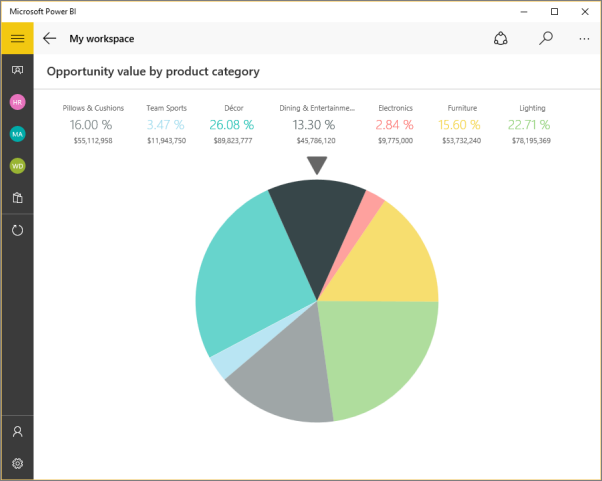 Microsoft Power BI
My workspace
Opportunity value by product category
Pillows & Cushions Team Sports Décor Dining & Entertainme... Electronics Furniture Lighting
16.00 % 3.47 % 26.08 % 13.30 % 2.84 % 15.60 % 22.71 %
$55,112,958 $11,943,750 $89,823,777 $45,786,120 $9,775,000 $53,732,240 $78,195,369
HR
MA
WD